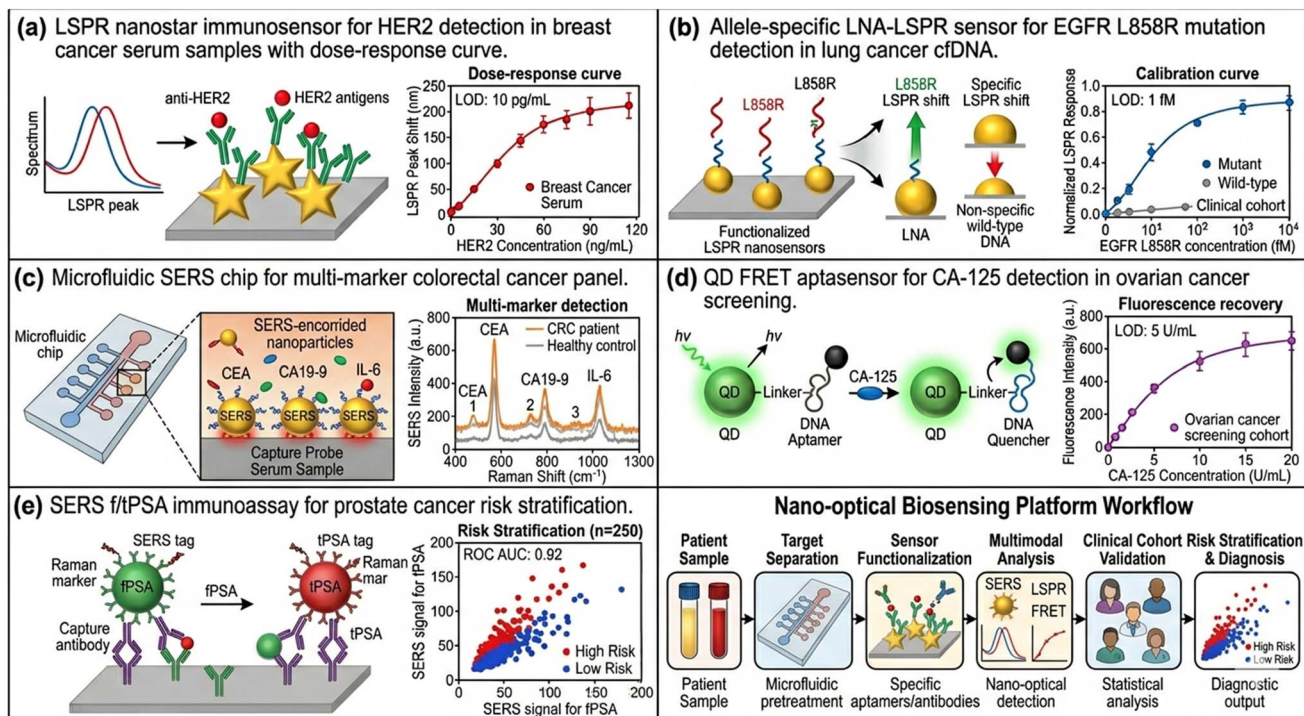 (a) LSPR nanostar immunosensor for HER2 detection in breast
cancer serum samples with dose-response curve.
Spectrum
LSPR peak
anti-HER2
HER2 antigens
Dose-response curve
LOD: 10 pg/mL
LSPR Peak Shift (nm)
250
200
150
100
50
0
Breast Cancer
Serum
0
15
30
45
60
75
90
115
HER2 Concentration (ng/mL)
(b) Allele-specific LNA-LSPR sensor for EGFR L858R mutation
detection in lung cancer cfDNA.
L858R
L858R
Functionalized
LSPR nanosensors
L858R
LSPR shift
LNA
Specific
LSPR shift
Non-specific
wild-type
DNA
Calibration curve
LOD: 1 fM
Normalized LSPR Response
1.0
0.8
0.6
0.4
0.2
0.0
Mutant
Wild-type
Clinical cohort
0
10¹
10²
10³
10⁴
EGFR L858R concentration (fM)
(c) Microfluidic SERS chip for multi-marker colorectal cancer panel.
Microfluidic
chip
SERS-encorrided
nanoparticles
CEA
CA19-9
IL-6
SERS
SERS
SERS
Capture Probe
Serum Sample
Multi-marker detection
SERS Intensity (a.u.)
800
600
400
200
0
CEA
CRC patient
Healthy control
CEA
CA19-9
IL-6
1
2
3
400
600
800
1000
1300
Raman Shift (cm⁻¹)
(d) QD FRET aptasensor for CA-125 detection in ovarian cancer
screening.
hv
hv
QD
Linker
QD
DNA
Aptamer
CA-125
QD
Linker
QD
DNA
Quencher
Fluorescence recovery
LOD: 5 U/mL
Fluorescence Intensity (a.u.)
800
600
400
200
0
Ovarian cancer
screening cohort
0
5
10
15
20
CA-125 Concentration (U/mL)
(e) SERS f/tPSA immunoassay for prostate cancer risk stratification.
SERS tag
Raman
marker
fPSA
Capture
antibody
fPSA
tPSA tag
Raman
mar
tPSA
tPSA
Risk Stratification (n=250)
ROC AUC: 0.92
SERS signal for tPSA
200
150
100
50
0
High Risk
Low Risk
0
50
100
150
200
SERS signal for fPSA
Nano-optical Biosensing Platform Workflow
Patient
Sample
Patient
Sample
Target
Separation
Microfluidic
pretreatment
Sensor
Functionalization
Specific
aptamers/antibodies
Multimodal
Analysis
SERS
LSPR
FRET
Nano-optical
detection
Clinical Cohort
Validation
Statistical
analysis
Risk Stratification
& Diagnosis
High Risk
Low Riek
Diagnostic
output